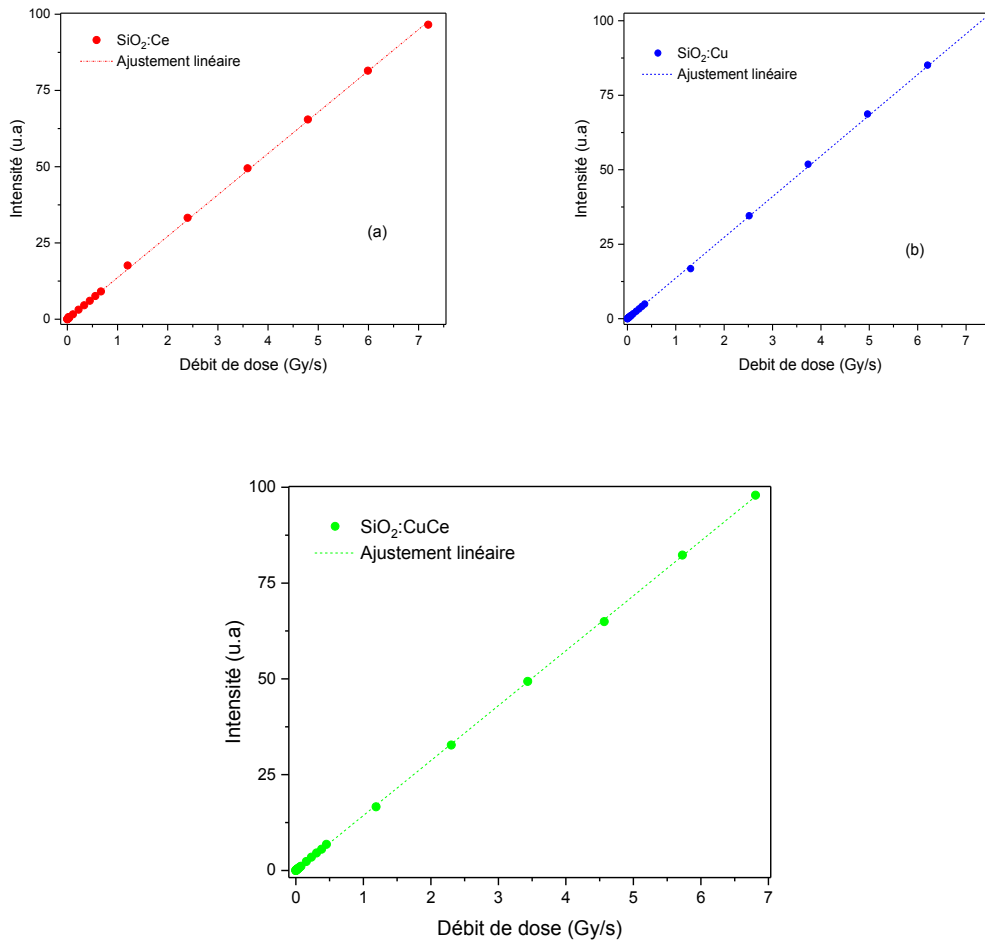 100
75
50
25
0
Intensité (u.a)
SiO₂:Ce
Ajustement linéaire
(a)
0 1 2 3 4 5 6 7
Débit de dose (Gy/s)
100
75
50
25
0
Intensité (u.a)
SiO₂:Cu
Ajustement linéaire
(b)
0 1 2 3 4 5 6 7
Debit de dose (Gy/s)
100
75
50
25
0
Intensité (u.a)
SiO₂:CuCe
Ajustement linéaire
0 1 2 3 4 5 6 7
Débit de dose (Gy/s)